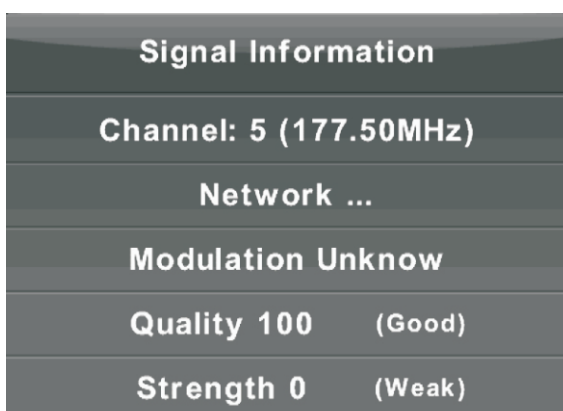 Signal Information
Channel: 5 (177.50MHz)
Network ...
Modulation Unknow
Quality 100 (Good)
Strength 0 (Weak)